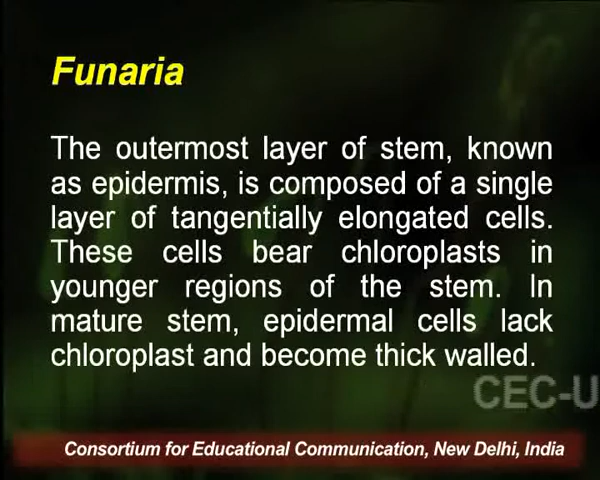 Funaria
The outermost layer of stem, known
as epidermis, is composed of a single
layer of tangentially elongated cells.
These cells bear chloroplasts in
younger regions of the stem. In
mature stem, epidermal cells lack
chloroplast and become thick walled.
CEC-U
Consortium for Educational Communication, New Delhi, India